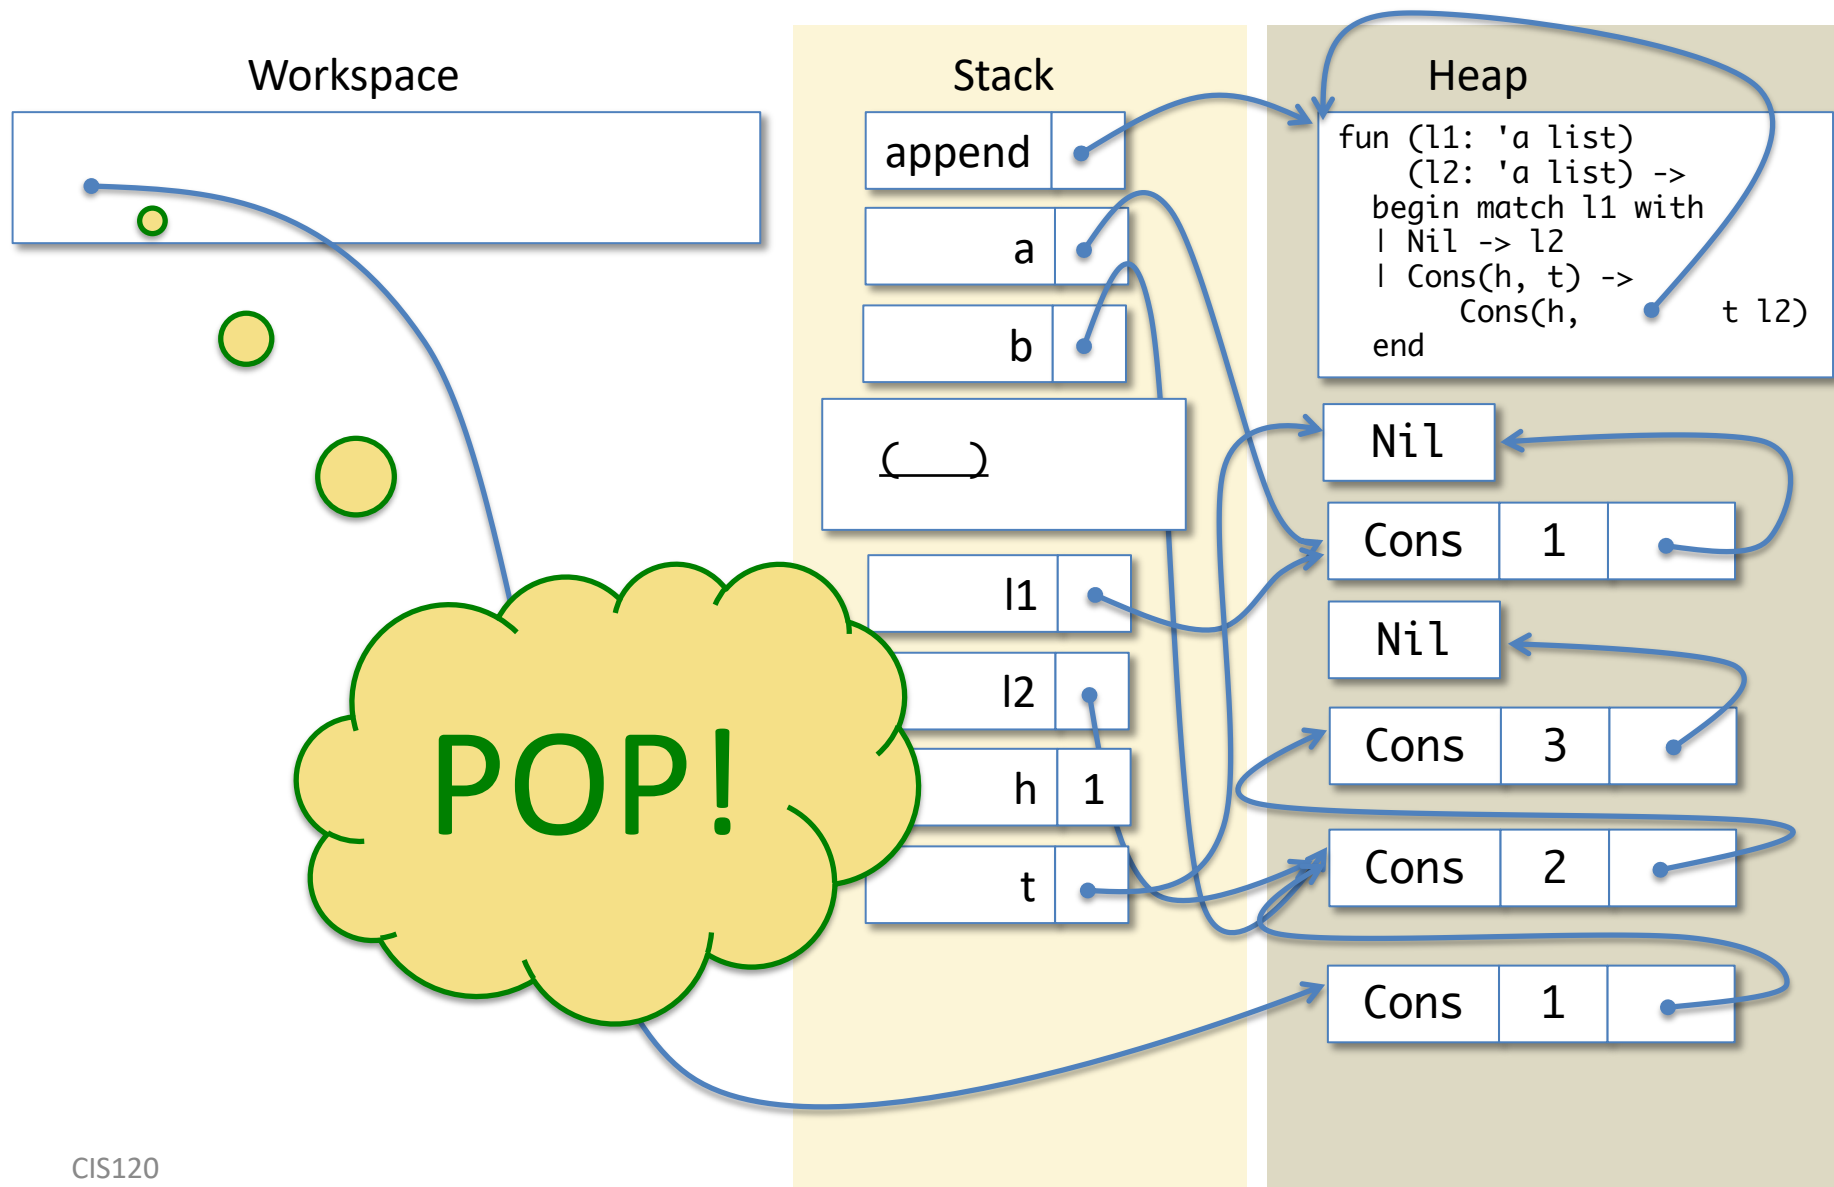 Workspace
Stack
Heap
append
a
b
(    )
l1
l2
h 1
t
fun (l1: 'a list)
(l2: 'a list) ->
begin match l1 with
| Nil -> l2
| Cons(h, t) ->
Cons(h, t l2)
end
Nil
Cons 1
Nil
Cons 3
Cons 2
Cons 1
POP!
CIS120